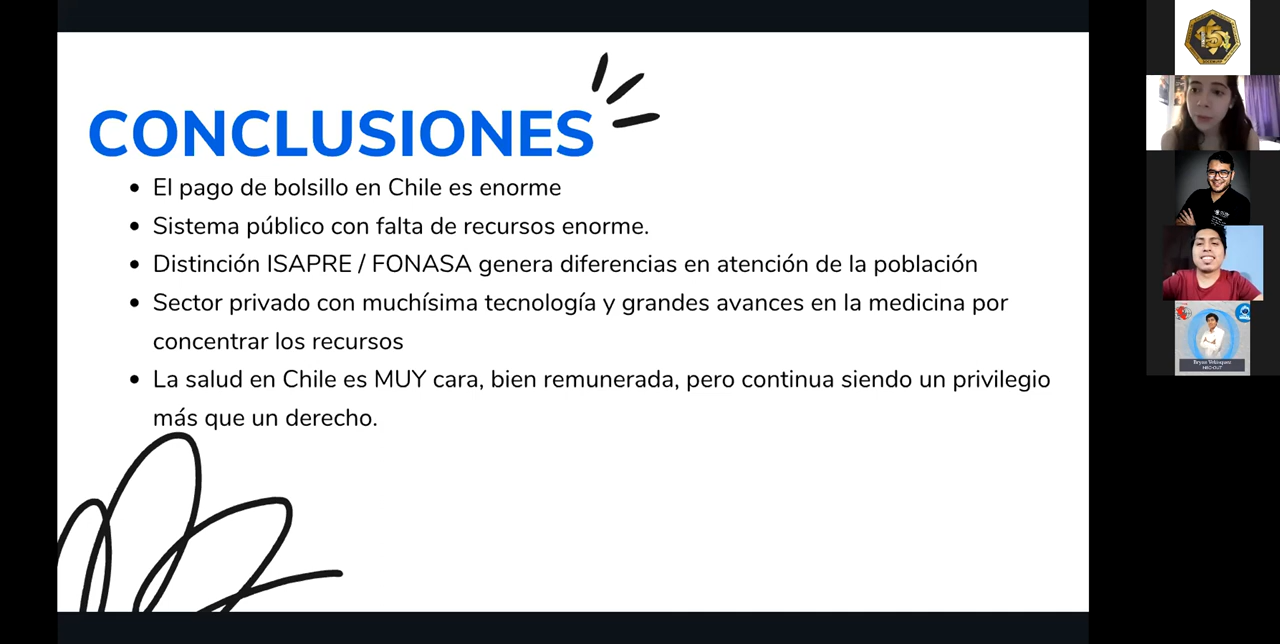 CONCLUSIONES
El pago de bolsillo en Chile es enorme
Sistema público con falta de recursos enorme.
Distinción ISAPRE / FONASA genera diferencias en atención de la población
Sector privado con muchísima tecnología y grandes avances en la medicina por
concentrar los recursos
La salud en Chile es MUY cara, bien remunerada, pero continua siendo un privilegio
más que un derecho.
15
Bryan Velásquez